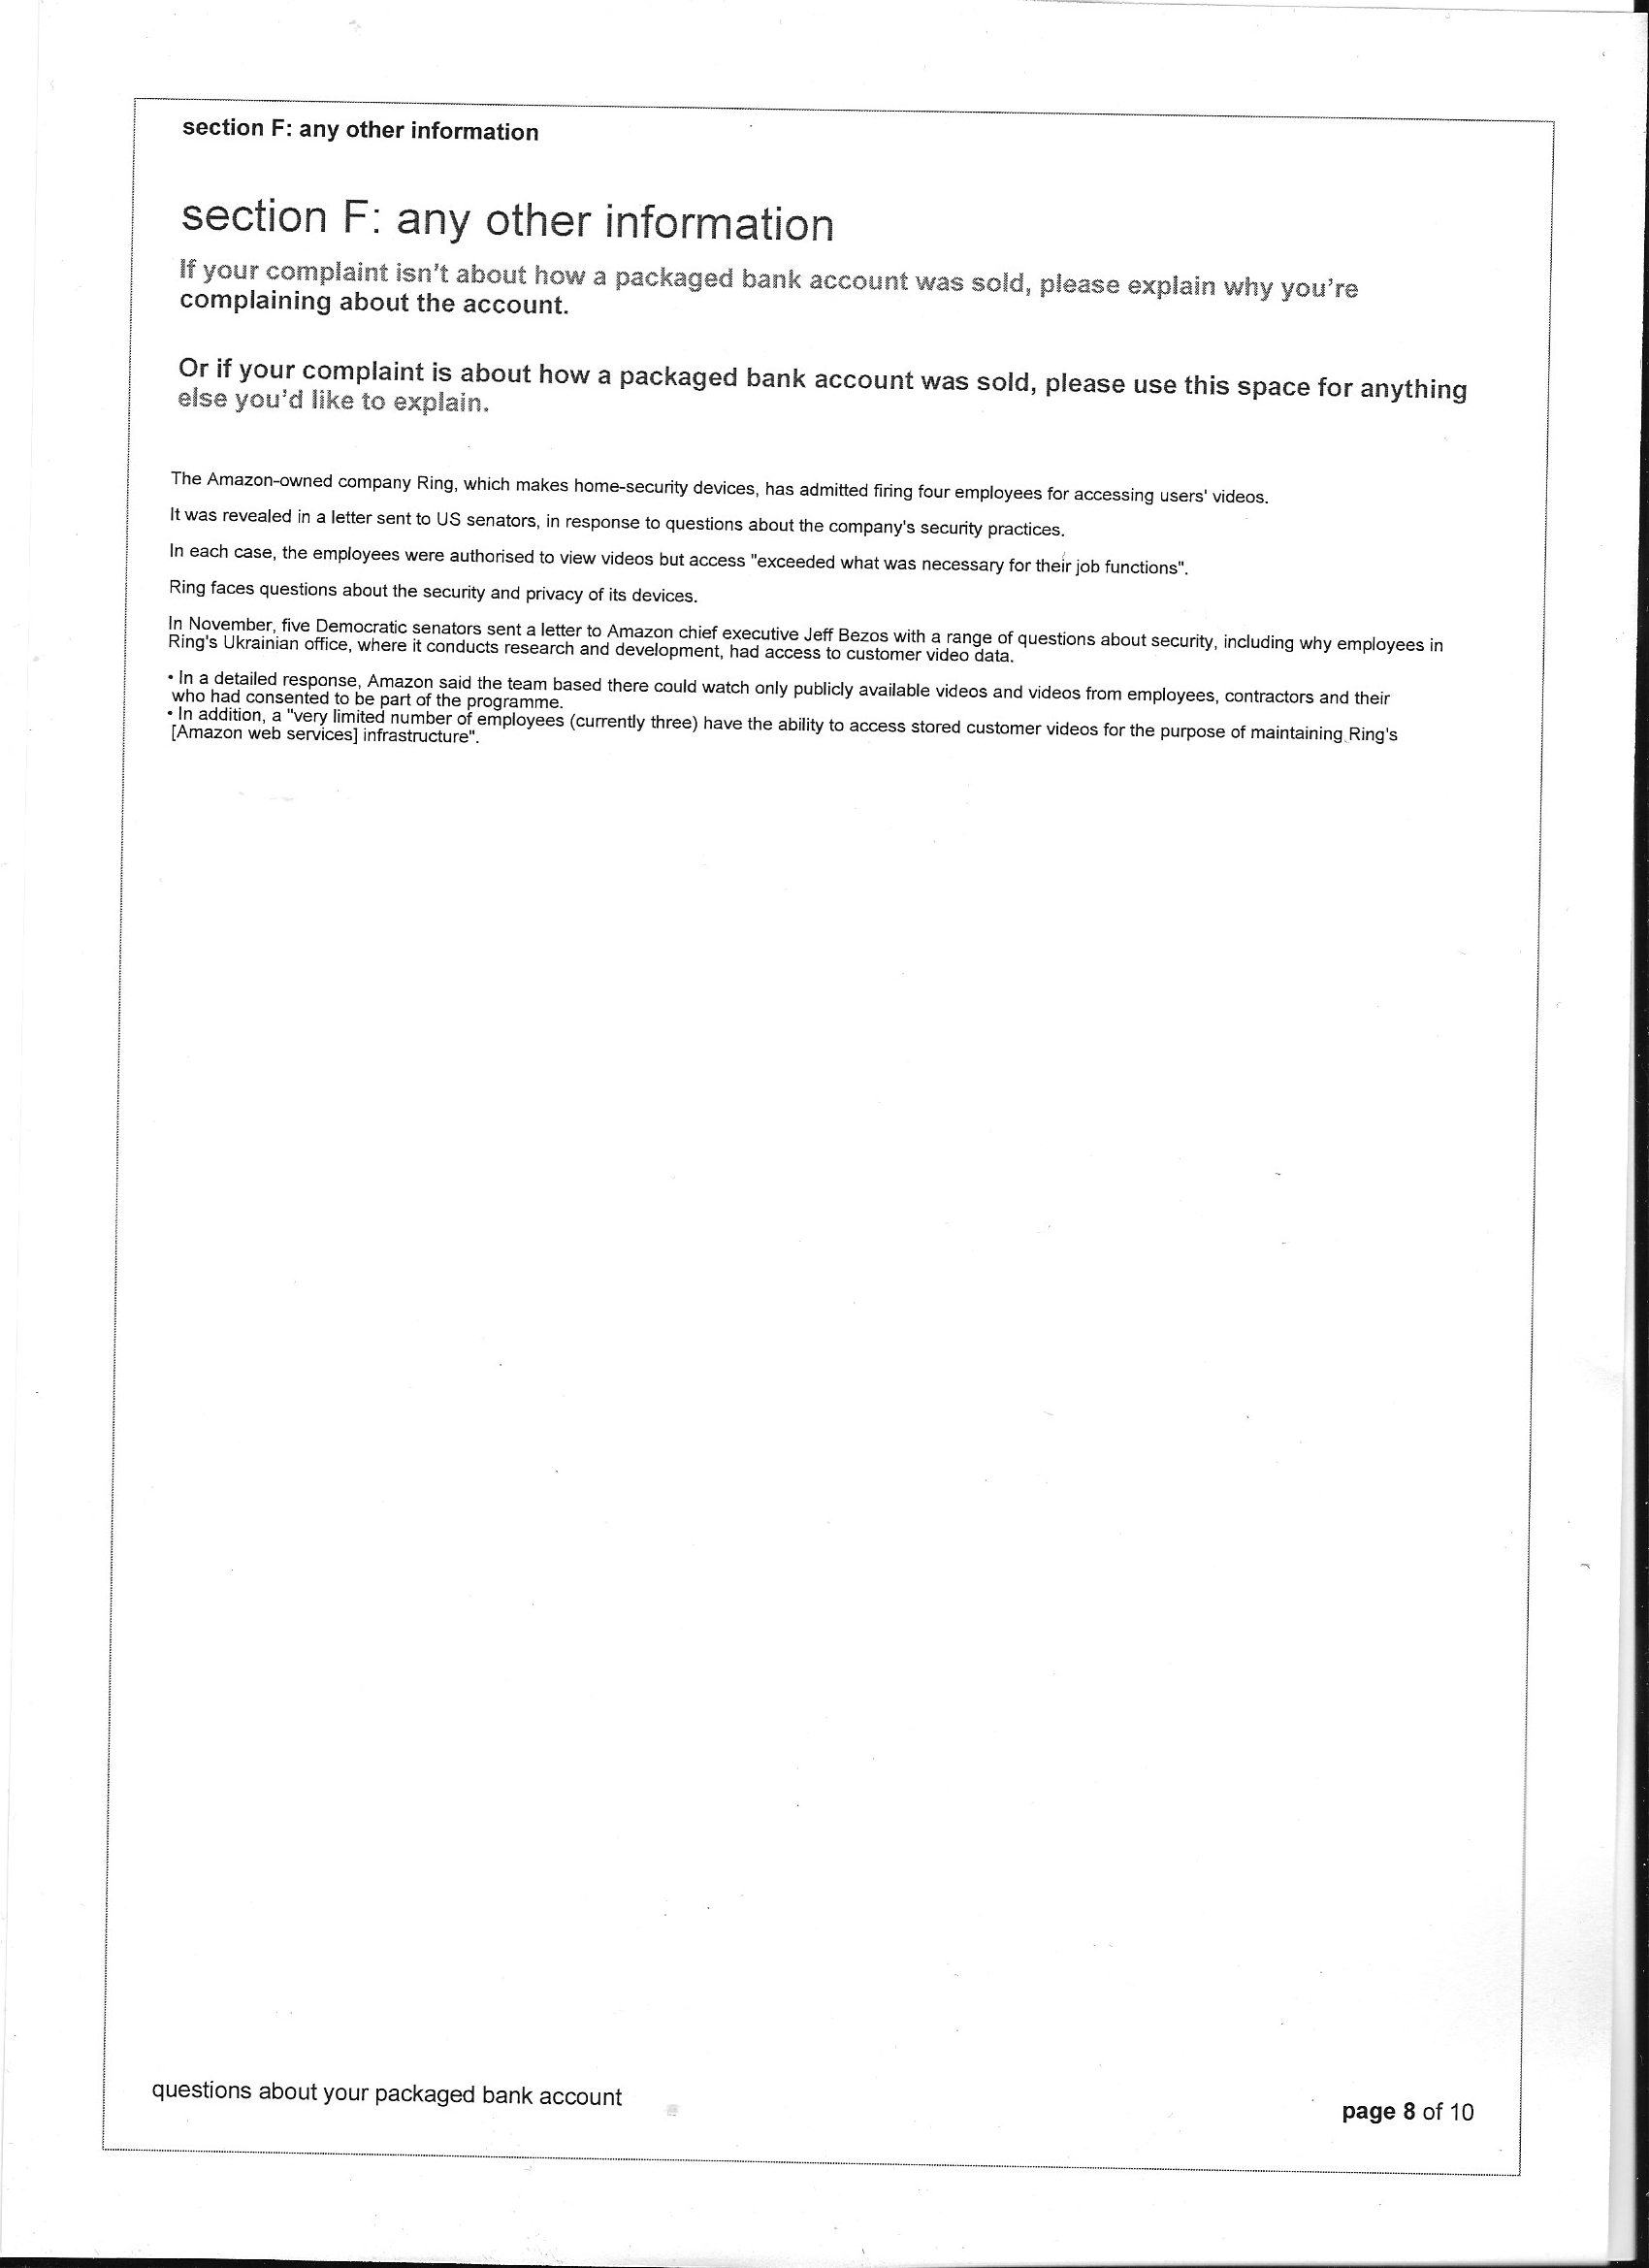 section F: any other information
section F: any other information
If your complaint isn't about how a packaged bank account was sold, please explain why you're
complaining about the account.
Or if your complaint is about how a packaged bank account was sold, please use this space for anything
else you'd like to explain.
The Amazon-owned company Ring, which makes home-security devices, has admitted firing four employees for accessing users' videos.
It was revealed in a letter sent to US senators, in response to questions about the company's security practices.
In each case, the employees were authorised to view videos but access "exceeded what was necessary for their job functions".
Ring faces questions about the security and privacy of its devices.
In November, five Democratic senators sent a letter to Amazon chief executive Jeff Bezos with a range of questions about security, including why employees in
Ring's Ukrainian office, where it conducts research and development, had access to customer video data.
• In a detailed response, Amazon said the team based there could watch only publicly available videos and videos from employees, contractors and their
who had consented to be part of the programme.
• In addition, a "very limited number of employees (currently three) have the ability to access stored customer videos for the purpose of maintaining Ring's
[Amazon web services] infrastructure".
questions about your packaged bank account
page 8 of 10